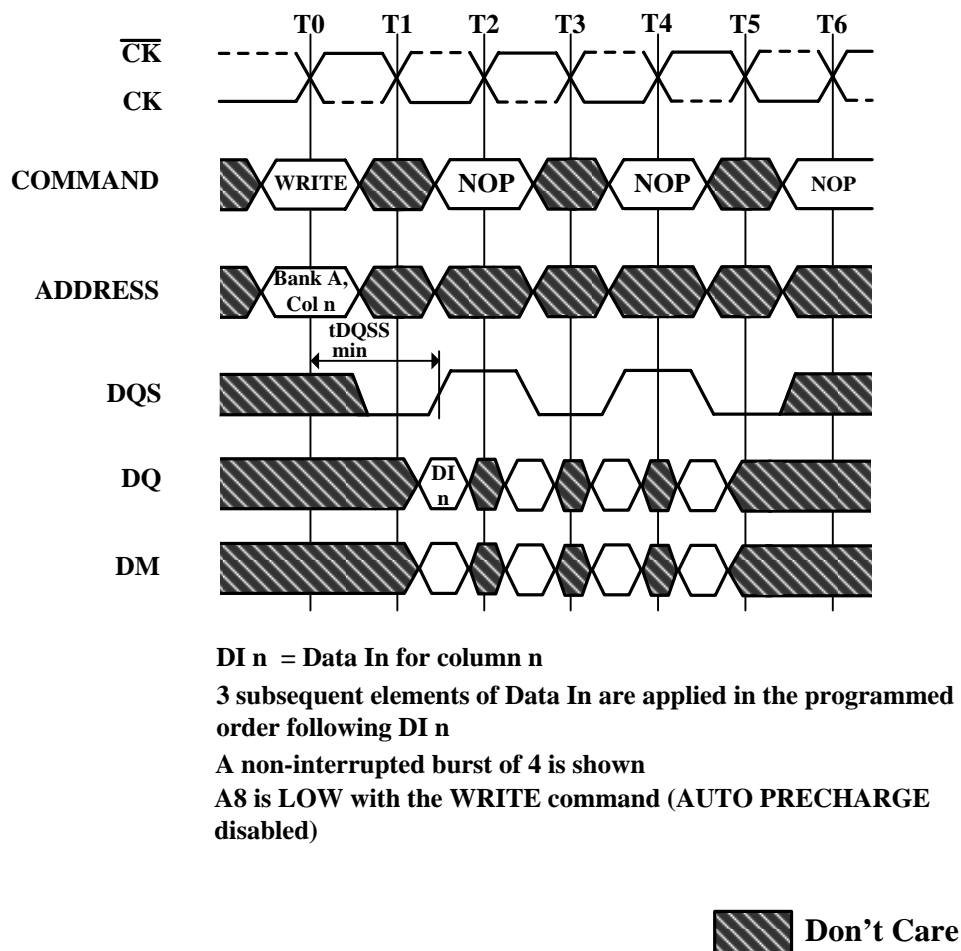 T0 T1 T2 T3 T4 T5 T6
CK
CK
COMMAND WRITE NOP NOP NOP
ADDRESS Bank A,
Col n
tDQSS
min
DQS
DQ DI
n
DM
DI n = Data In for column n
3 subsequent elements of Data In are applied in the programmed
order following DI n
A non-interrupted burst of 4 is shown
A8 is LOW with the WRITE command (AUTO PRECHARGE
disabled)
Don't Care